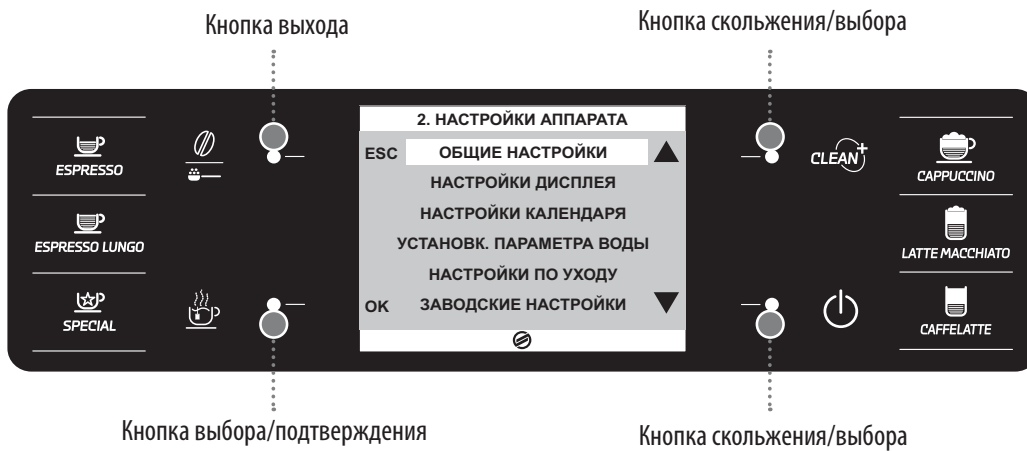 Кнопка выхода
Кнопка скольжения/выбора
ESPRESSO
ESPRESSO LUNGO
SPECIAL
2. НАСТРОЙКИ АППАРАТА
ESC
ОБЩИЕ НАСТРОЙКИ
НАСТРОЙКИ ДИСПЛЕЯ
НАСТРОЙКИ КАЛЕНДАРЯ
УСТАНОВК. ПАРАМЕТРА ВОДЫ
НАСТРОЙКИ ПО УХОДУ
OK
ЗАВОДСКИЕ НАСТРОЙКИ
CLEAN+
CAPPUCCINO
LATTE MACCHIATO
CAFFELATTE
Кнопка выбора/подтверждения
Кнопка скольжения/выбора